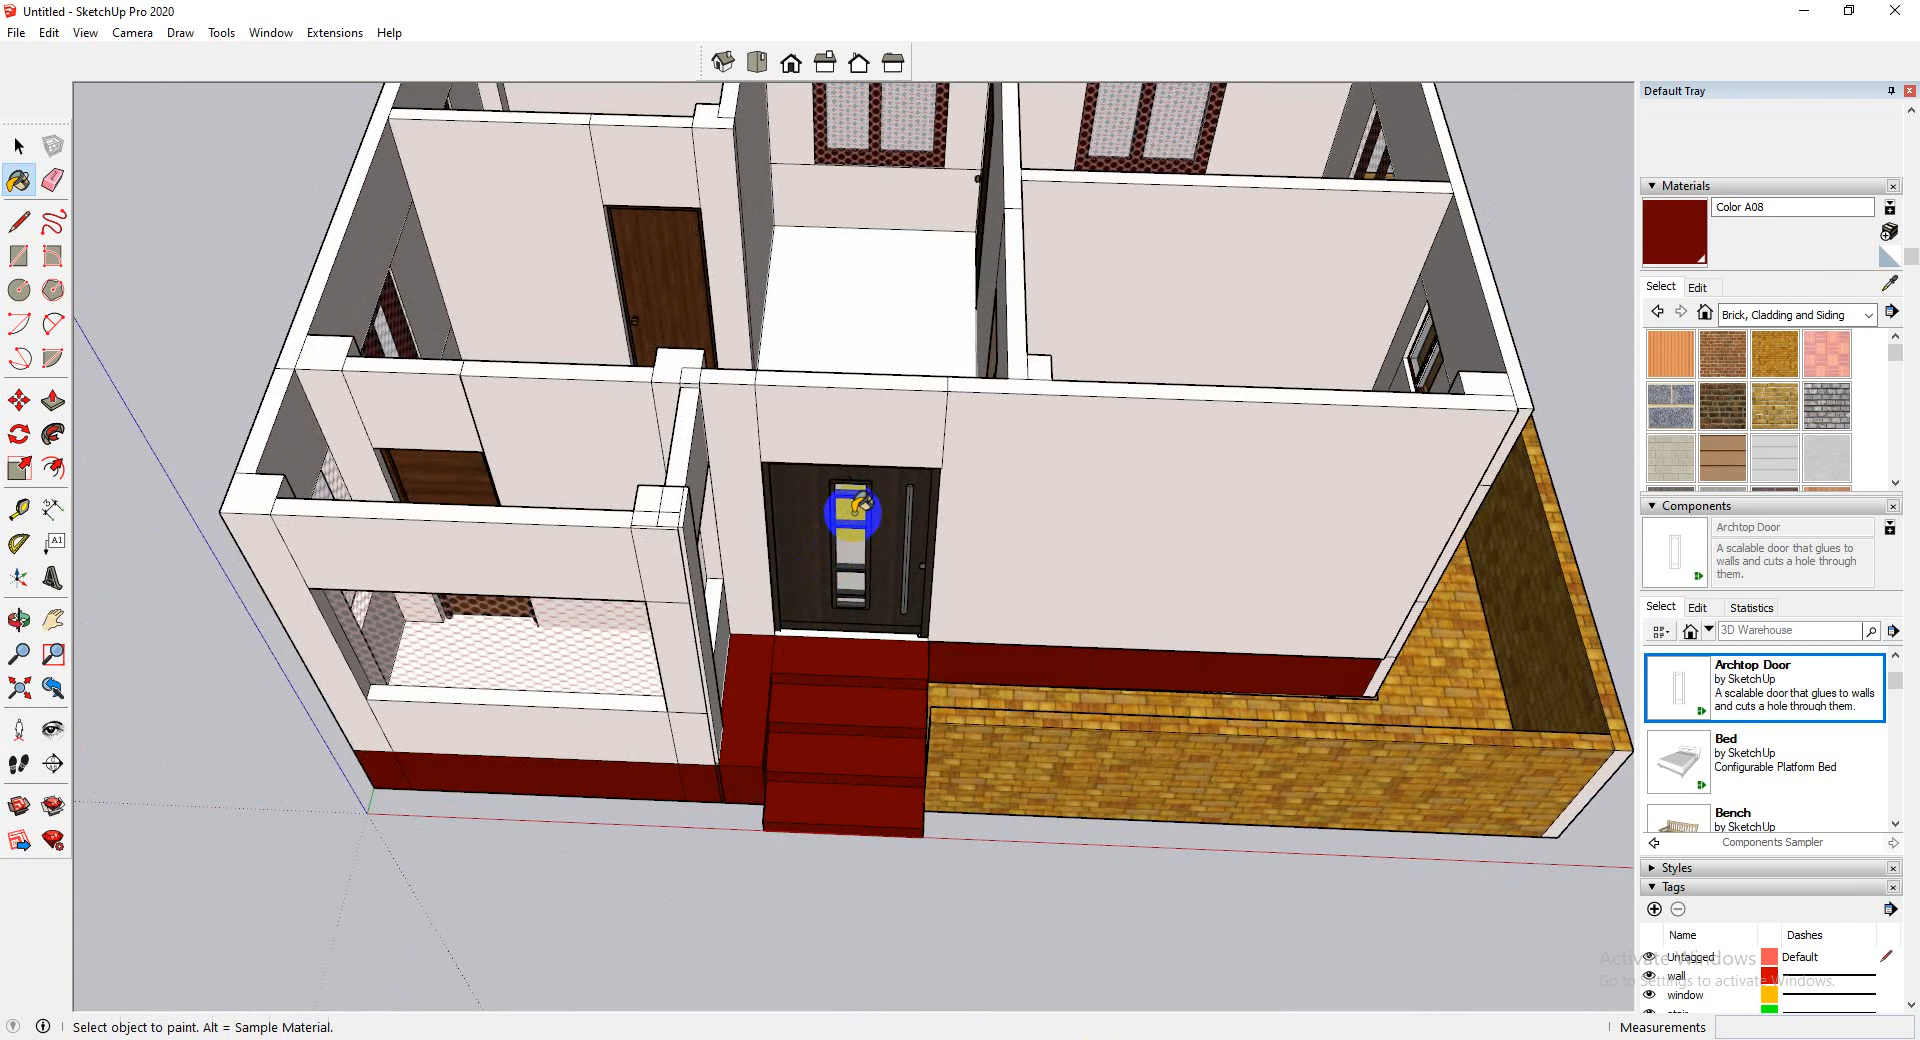 Untitled - SketchUp Pro 2020
File Edit View Camera Draw Tools Window Extensions Help
Default Tray
Materials
Color A08
Select Edit
Brick, Cladding and Siding
Components
Archtop Door
A scalable door that glues to
walls and cuts a hole through
them.
Select Edit Statistics
3D Warehouse
Archtop Door
by SketchUp
A scalable door that glues to walls
and cuts a hole through them.
Bed
by SketchUp
Configurable Platform Bed
Bench
by SketchUp
Components Sampler
Styles
Tags
Name Dashes
Untagged Default
wall
window
Activate Windows
Go to Settings to activate Windows.
A1
Select object to paint. Alt = Sample Material.
Measurements